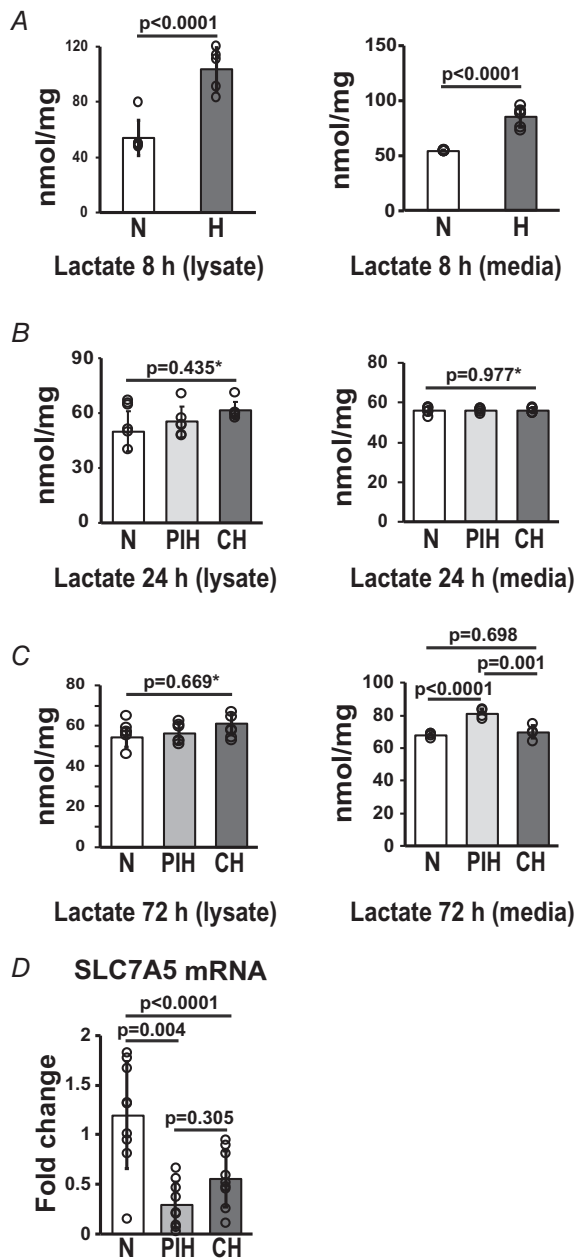 A
p<0.0001
nmol/mg
120
80
40
0
N H
Lactate 8 h (lysate)
p<0.0001
nmol/mg
150
100
50
0
N H
Lactate 8 h (media)
B
p=0.435*
nmol/mg
90
60
30
0
N PIH CH
Lactate 24 h (lysate)
p=0.977*
nmol/mg
80
60
40
20
0
N PIH CH
Lactate 24 h (media)
C
p=0.669*
nmol/mg
80
60
40
20
0
N PIH CH
Lactate 72 h (lysate)
p=0.698
p=0.001
p<0.0001
nmol/mg
100
80
60
40
20
0
N PIH CH
Lactate 72 h (media)
D SLC7A5 mRNA
p<0.0001
p=0.004
p=0.305
Fold change
2
1.5
1
0.5
0
N PIH CH